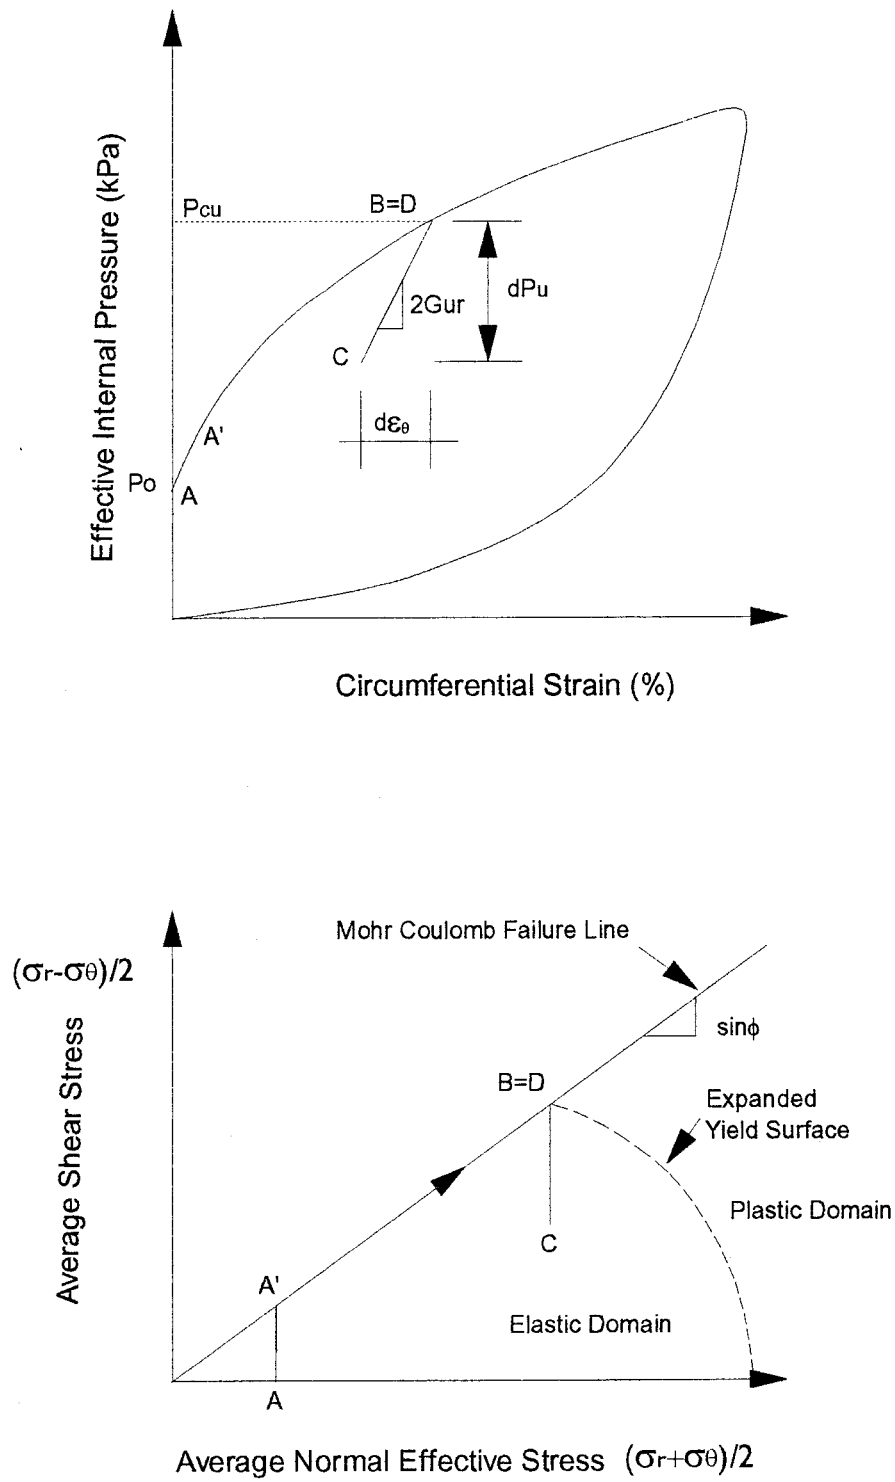 Effective Internal Pressure (kPa)
Pcu
B=D
dPu
2Gur
C
dεθ
A'
Po
A
Circumferential Strain (%)
Mohr Coulomb Failure Line
(σr-σθ)/2
sinϕ
Average Shear Stress
B=D
Expanded
Yield Surface
Plastic Domain
C
A'
Elastic Domain
A
Average Normal Effective Stress (σr+σθ)/2